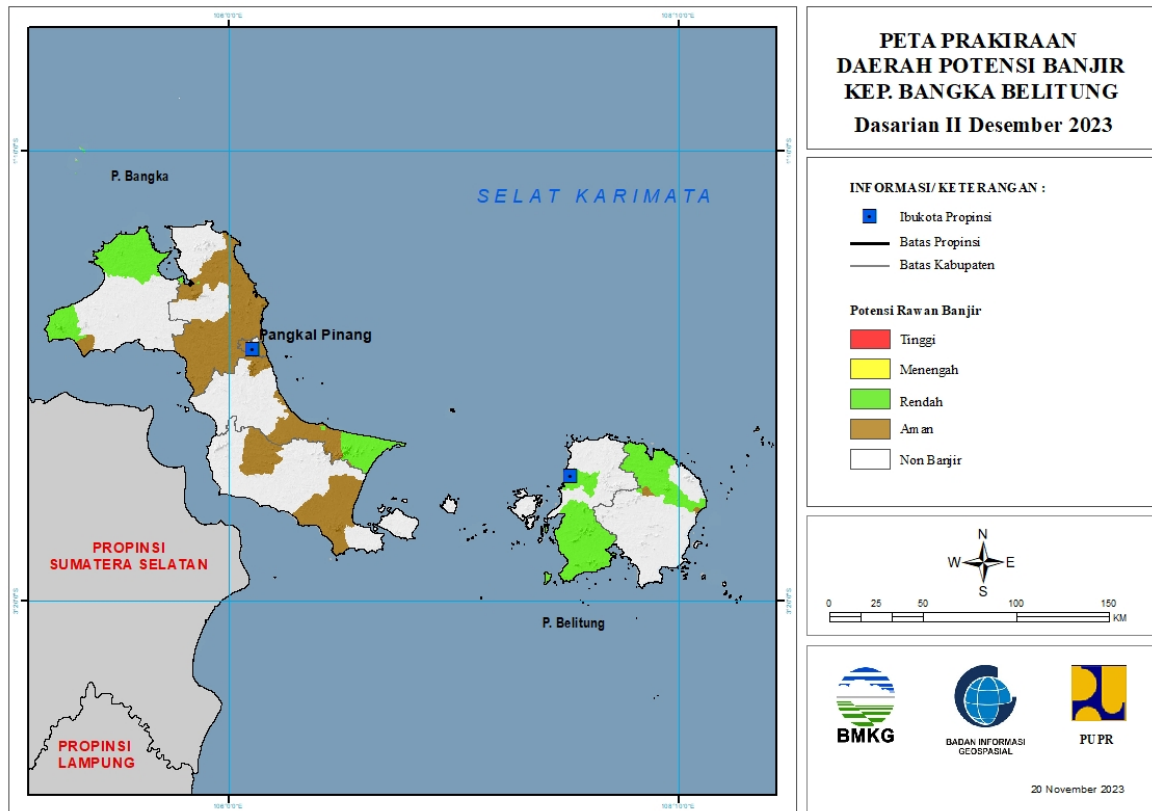 PETA PRAKIRAAN
DAERAH POTENSI BANJIR
KEP. BANGKA BELITUNG
Dasarian II Desember 2023
P. Bangka
SELAT KARIMATA
Pangkal Pinang
PROPINSI
SUMATERA SELATAN
P. Belitung
PROPINSI
LAMPUNG
INFORMASI/ KETERANGAN :
Ibukota Propinsi
Batas Propinsi
Batas Kabupaten
Potensi Rawan Banjir
Tinggi
Menengah
Rendah
Aman
Non Banjir
N
W E
S
0 25 50 100 150
KM
BMKG
BADAN INFORMASI
GEOSPASIAL
PUPR
20 November 2023